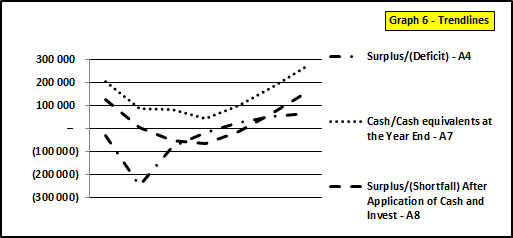 Graph 6 - Trendlines
300 000
200 000
100 000
–
(100 000)
(200 000)
(300 000)
Surplus/(Deficit) - A4
Cash/Cash equivalents at
the Year End - A7
Surplus/(Shortfall) After
Application of Cash and
Invest - A8